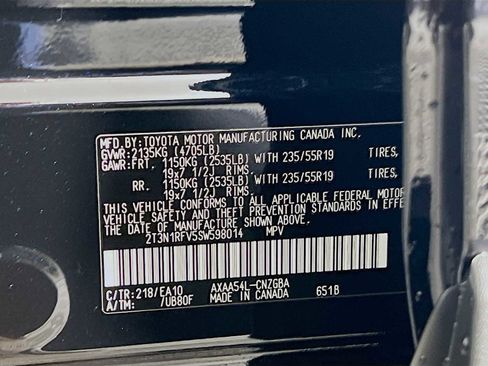 MFD.BY:TOYOTA MOTOR MANUFACTURING CANADA INC.
GVWR:2135KG (4705LB)
GAWR:FRT. 1150KG (2535LB) WITH 235/55R19 TIRES,
19x7 1/2J RIMS.
RR. 1150KG (2535LB) WITH 235/55R19 TIRES,
19x7 1/2J RIMS.
THIS VEHICLE CONFORMS TO ALL APPLICABLE FEDERAL MOTOR
VEHICLE SAFETY AND THEFT PREVENTION STANDARDS IN EFFE
THE DATE OF MANUFACTURE SHOWN ABOVE.
2T3N1RFV5SW598014 MPV
C/TR:218/EA10 AXAA54L-CNZGBA
A/TM: /UB80F MADE IN CANADA 651B